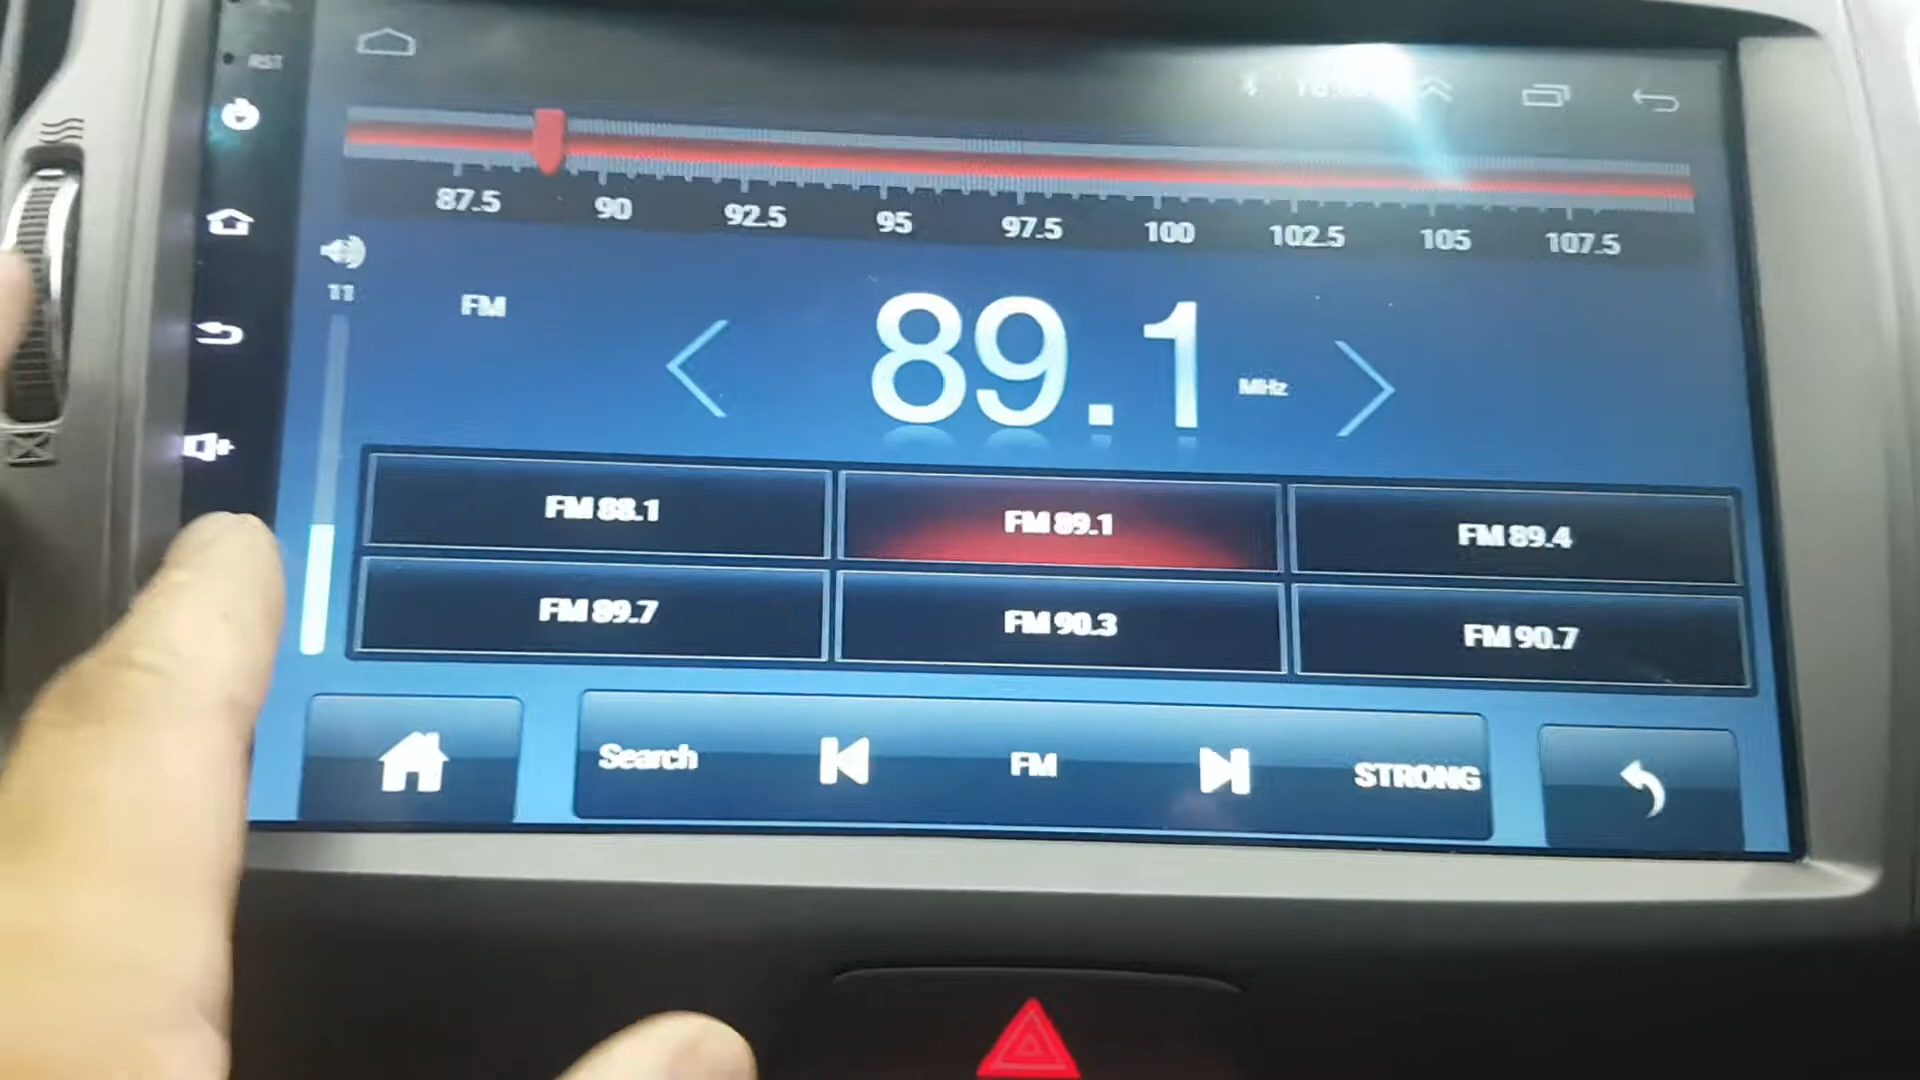 RST
87.5 90 92.5 95 97.5 100 102.5 105 107.5
11
FM
89.1 MHz
FM 88.1 FM 89.1 FM 89.4
FM 89.7 FM 90.3 FM 90.7
Search FM STRONG